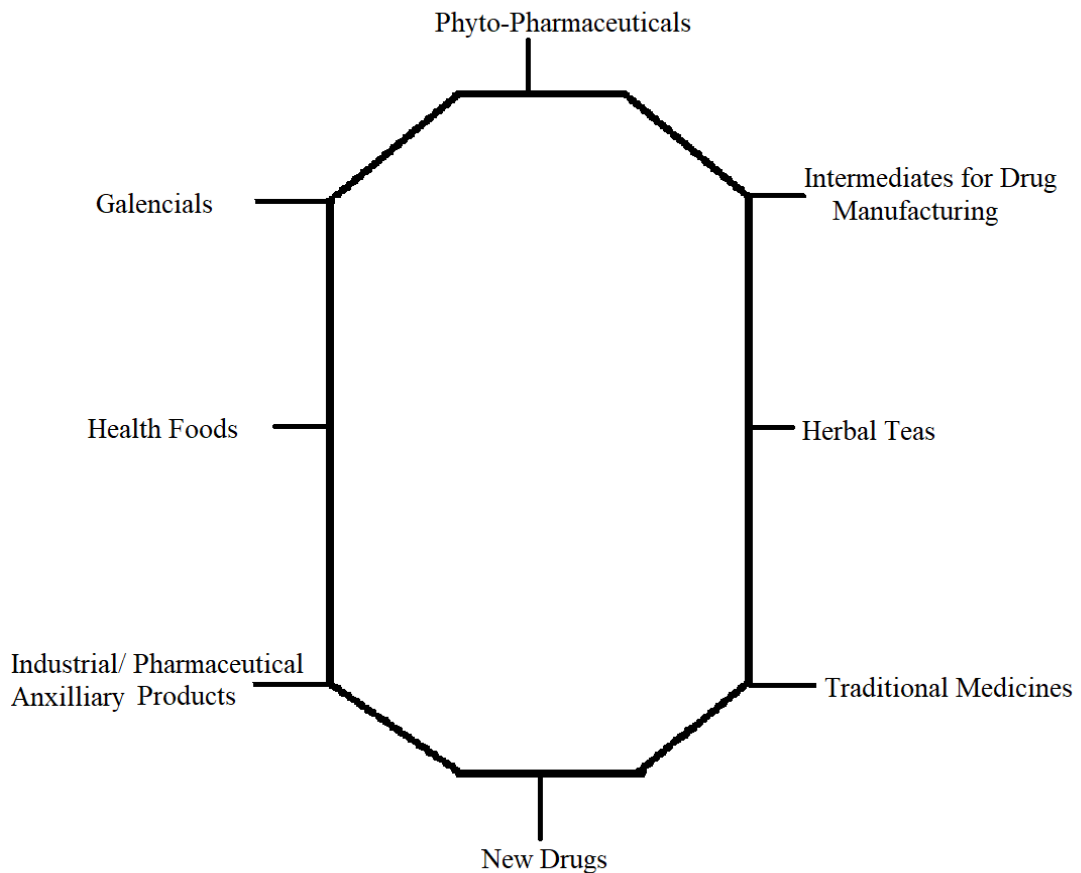 Phyto-Pharmaceuticals
Galencials
Intermediates for Drug
Manufacturing
Health Foods
Herbal Teas
Industrial/ Pharmaceutical
Anxilliary Products
Traditional Medicines
New Drugs